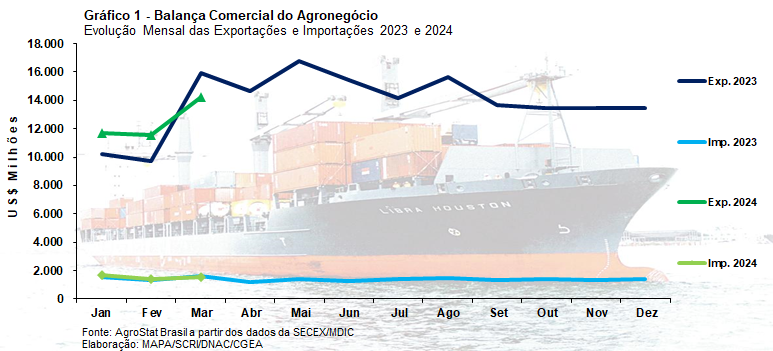 Gráfico 1 - Balança Comercial do Agronegócio
Evolução Mensal das Exportações e Importações 2023 e 2024
US$ Milhões
18.000
16.000
14.000
12.000
10.000
8.000
6.000
4.000
2.000
0
Jan Fev Mar Abr Mai Jun Jul Ago Set Out Nov Dez
Exp. 2023
Imp. 2023
Exp. 2024
Imp. 2024
LIBRA HOUSTON
Fonte: AgroStat Brasil a partir dos dados da SECEX/MDIC
Elaboração: MAPA/SCRI/DNAC/CGEA